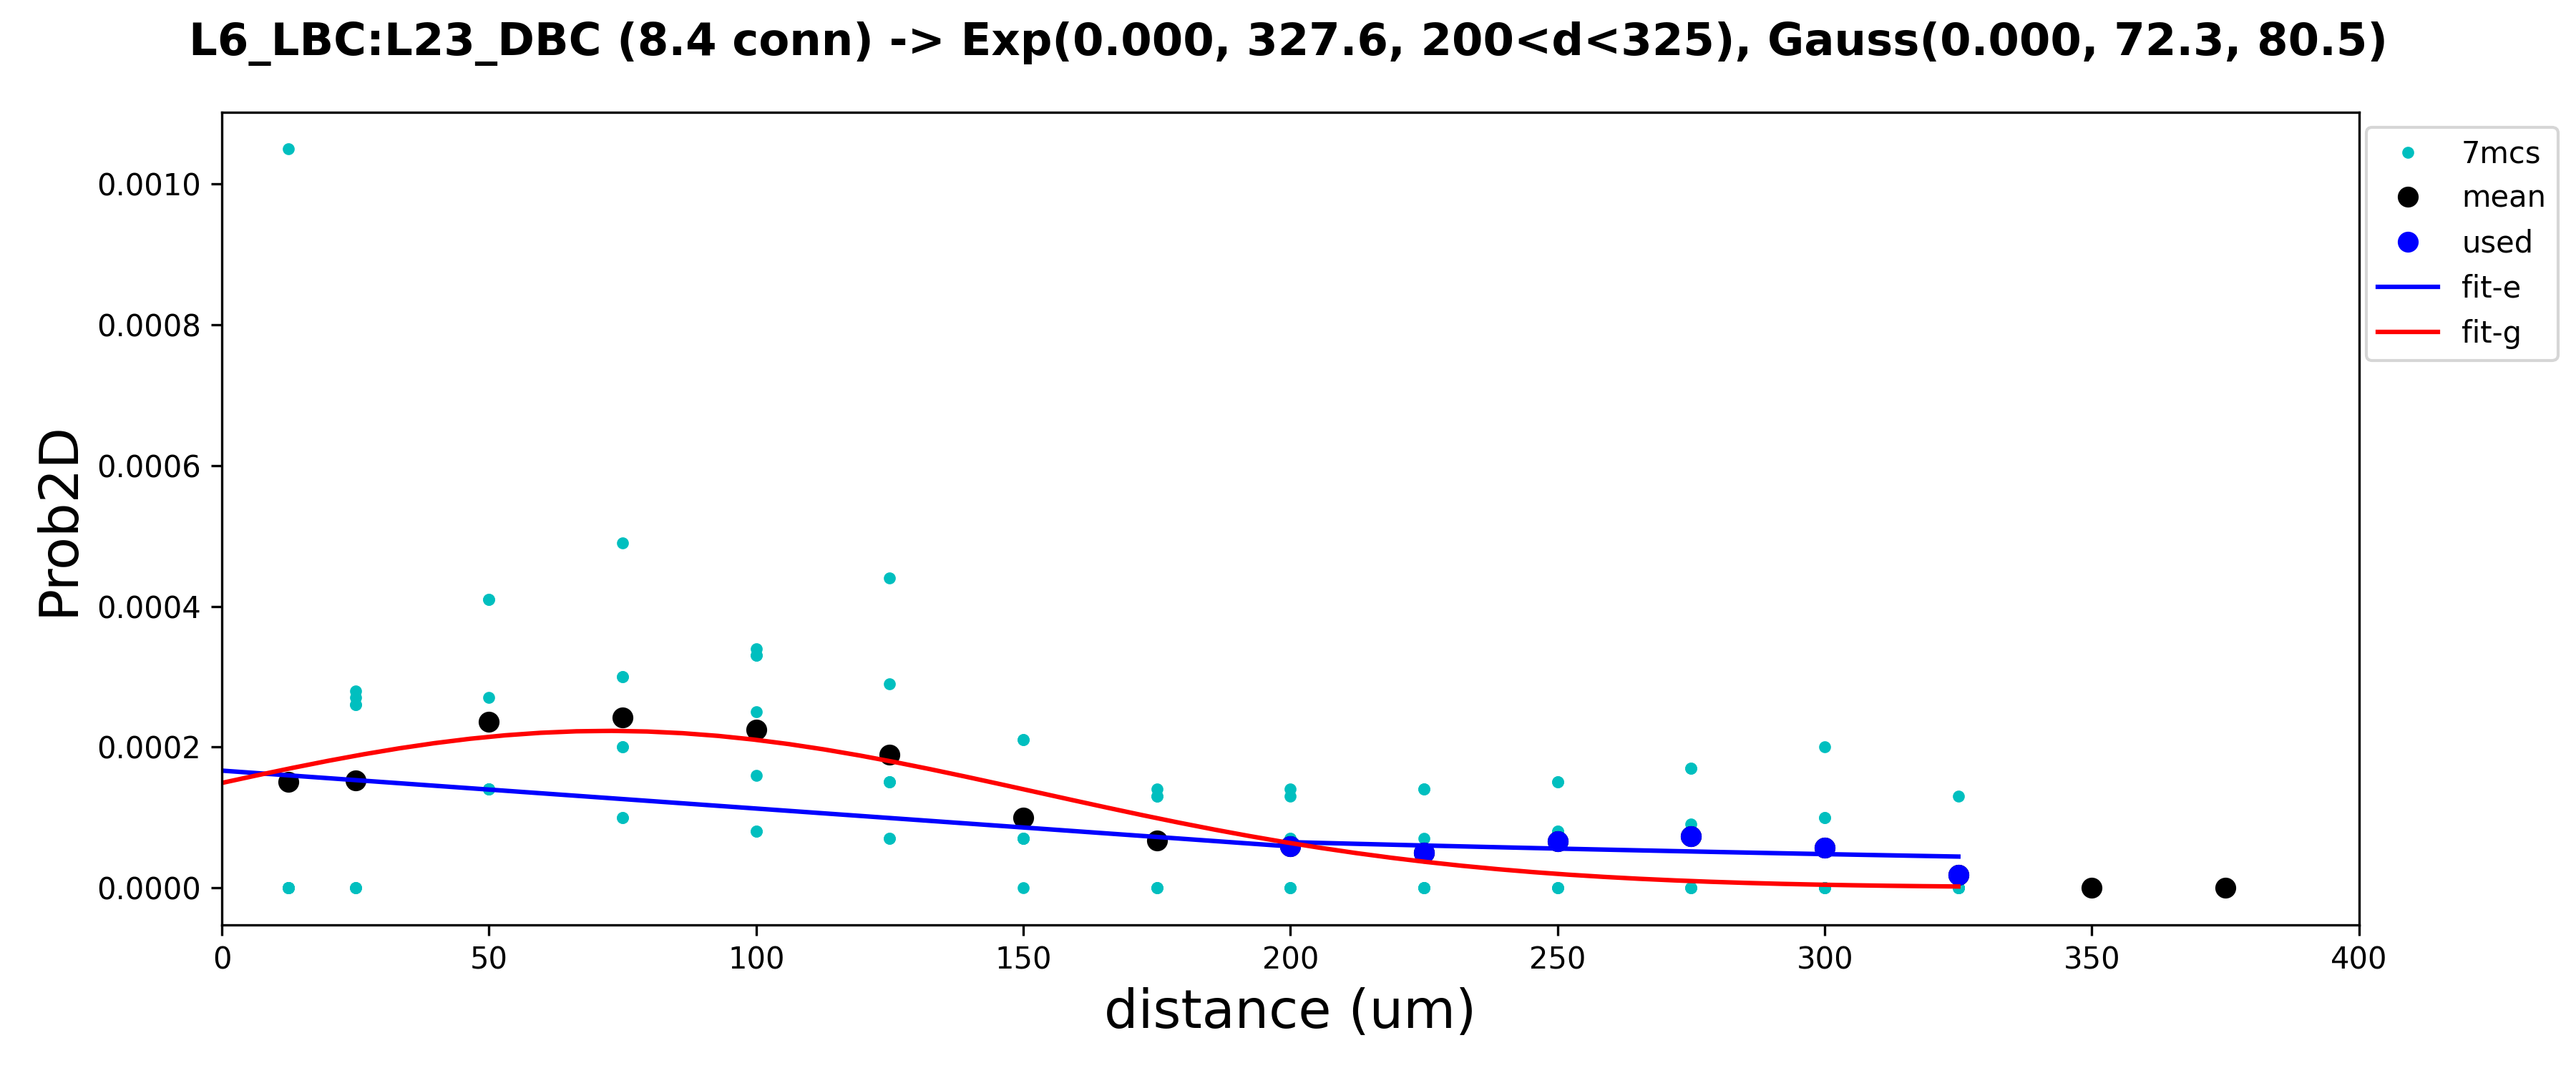 L6_LBC:L23_DBC (8.4 conn) -> Exp(0.000, 327.6, 200<d<325), Gauss(0.000, 72.3, 80.5)
0.0010
0.0008
0.0006
0.0004
0.0002
0.0000
Prob2D
0 50 100 150 200 250 300 350 400
distance (um)
7mcs
mean
used
fit-e
fit-g